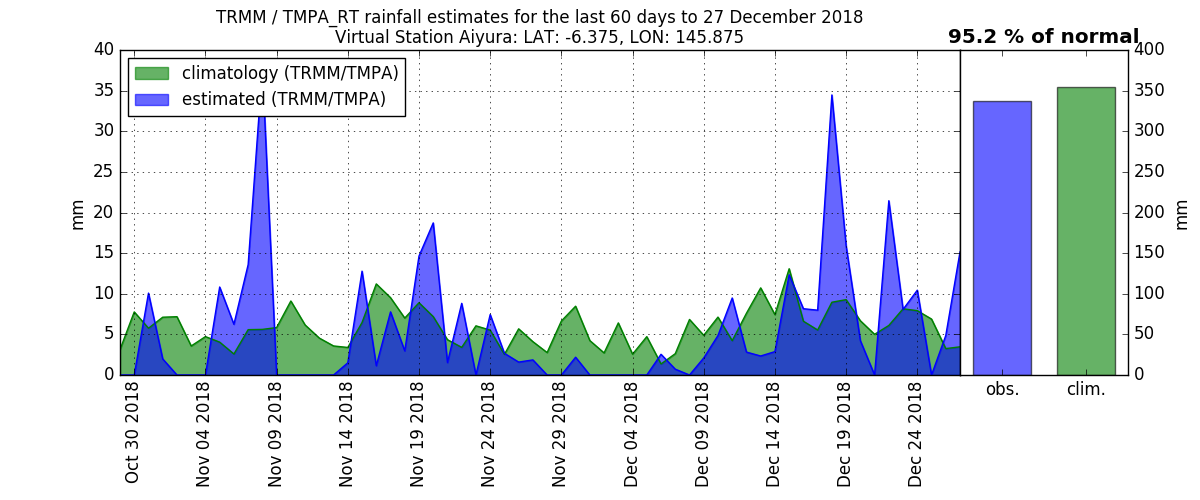 TRMM / TMPA_RT rainfall estimates for the last 60 days to 27 December 2018
Virtual Station Aiyura: LAT: -6.375, LON: 145.875
95.2 % of normal
climatology (TRMM/TMPA)
estimated (TRMM/TMPA)
40
35
30
25
20
15
10
5
0
mm
Oct 30 2018
Nov 04 2018
Nov 09 2018
Nov 14 2018
Nov 19 2018
Nov 24 2018
Nov 29 2018
Dec 04 2018
Dec 09 2018
Dec 14 2018
Dec 19 2018
Dec 24 2018
obs.
clim.
400
350
300
250
200
150
100
50
0
mm